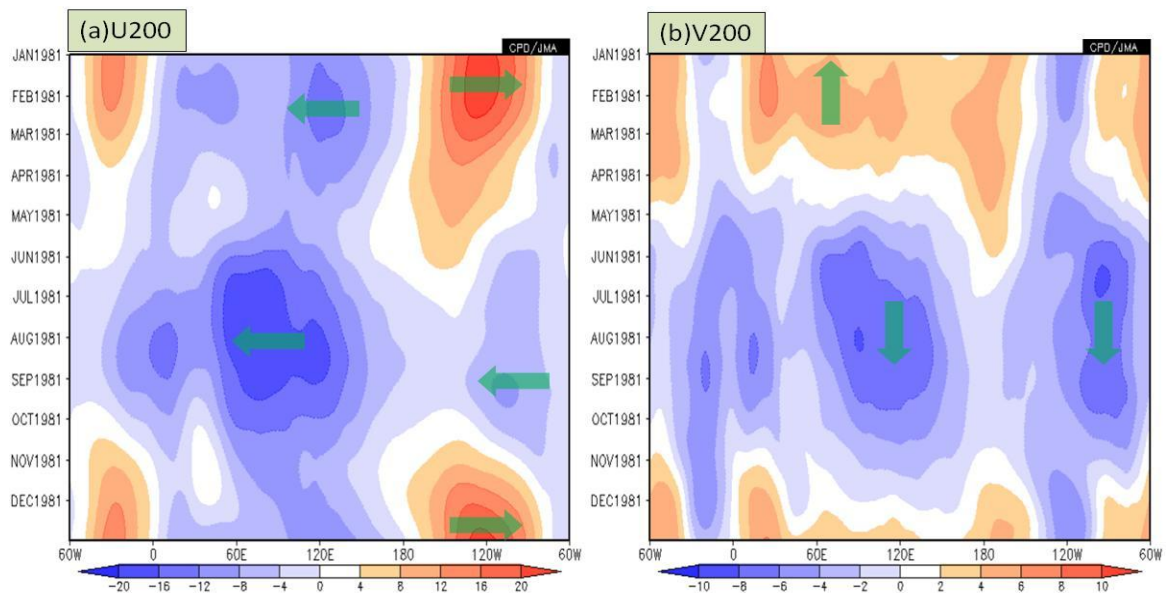 (a)U200
CPD/JMA
JAN1981
FEB1981
MAR1981
APR1981
MAY1981
JUN1981
JUL1981
AUG1981
SEP1981
OCT1981
NOV1981
DEC1981
60W 0 60E 120E 180 120W 60W
-20 -16 -12 -8 -4 0 4 8 12 16 20
(b)V200
CPD/JMA
JAN1981
FEB1981
MAR1981
APR1981
MAY1981
JUN1981
JUL1981
AUG1981
SEP1981
OCT1981
NOV1981
DEC1981
60W 0 60E 120E 180 120W 60W
-10 -8 -6 -4 -2 0 2 4 6 8 10